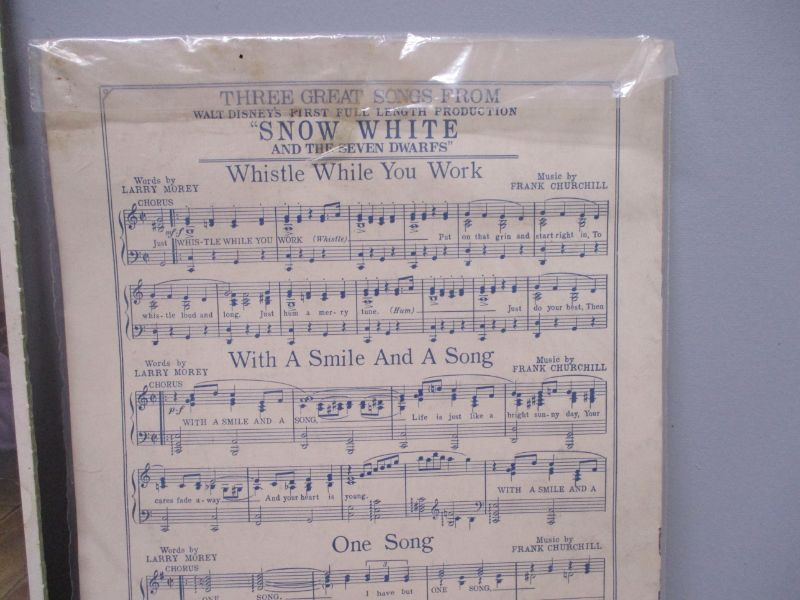 THREE GREAT SONGS FROM
WALT DISNEY'S FIRST FULL LENGTH PRODUCTION
"SNOW WHITE
AND THE SEVEN DWARFS"
Whistle While You Work
Words by
LARRY MOREY
Music by
FRANK CHURCHILL
CHORUS
mf-f
Just WHIS-TLE WHILE YOU WORK (Whistle) Put on that grin and start right in, To
whis-tle loud and long. Just hum a mer-ry tune. (Hum) Just do your best, Then
With A Smile And A Song
Words by
LARRY MOREY
Music by
FRANK CHURCHILL
CHORUS
p-f
WITH A SMILE AND A SONG, Life is just like a bright sun-ny day, Your
cares fade a-way And your heart is young. WITH A SMILE AND A
One Song
Words by
LARRY MOREY
Music by
FRANK CHURCHILL
CHORUS
3
ONE SONG, I have but ONE SONG,